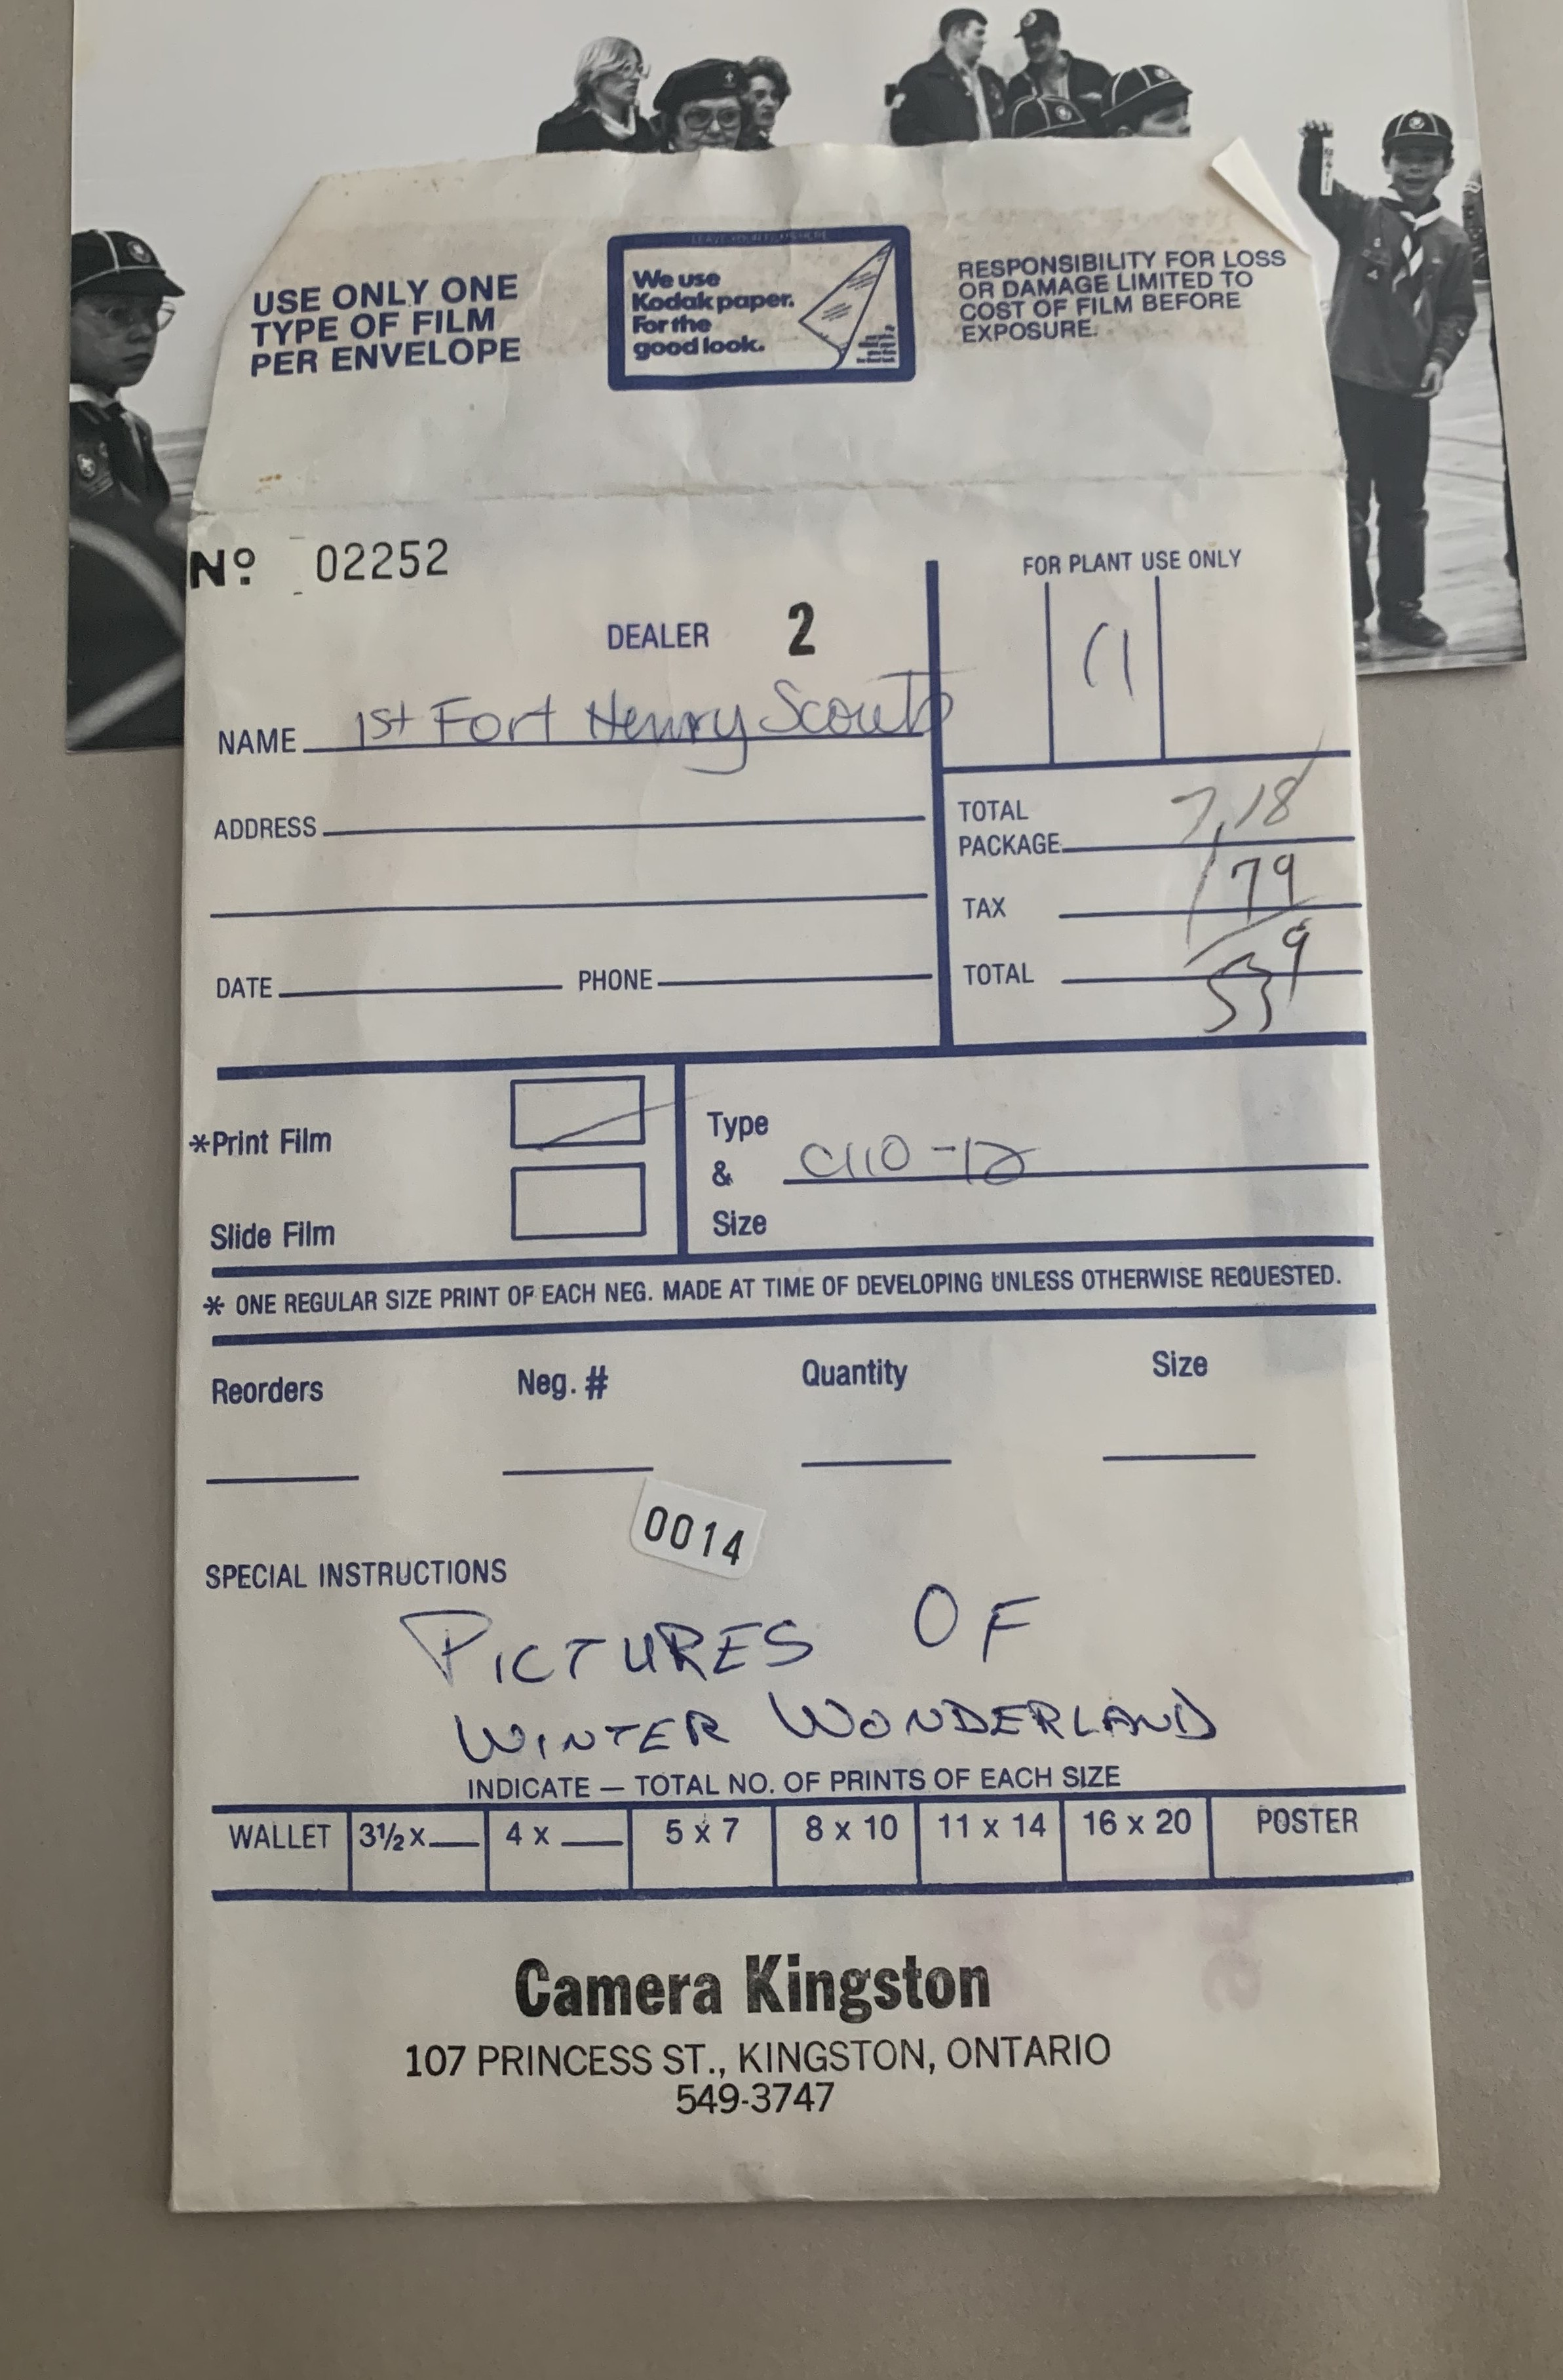 USE ONLY ONE
TYPE OF FILM
PER ENVELOPE
We use
Kodak paper.
For the
good look.
RESPONSIBILITY FOR LOSS
OR DAMAGE LIMITED TO
COST OF FILM BEFORE
EXPOSURE.
Nº. 02252
DEALER 2
FOR PLANT USE ONLY
11
NAME 1st Fort Henry Scouts
ADDRESS
DATE PHONE
TOTAL
PACKAGE 7,18
TAX 79
TOTAL 539
*Print Film
Slide Film
Type
&
Size
C110-12
* ONE REGULAR SIZE PRINT OF EACH NEG. MADE AT TIME OF DEVELOPING UNLESS OTHERWISE REQUESTED.
Reorders Neg. # Quantity Size
0014
SPECIAL INSTRUCTIONS
PICTURES OF
WINTER WONDERLAND
INDICATE — TOTAL NO. OF PRINTS OF EACH SIZE
WALLET 3½ x 4 x 5 x 7 8 x 10 11 x 14 16 x 20 POSTER
Camera Kingston
107 PRINCESS ST., KINGSTON, ONTARIO
549-3747